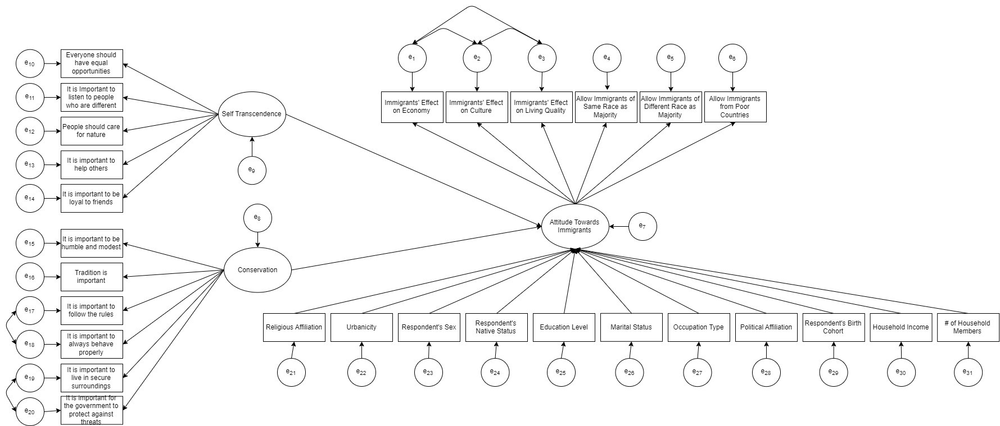 e1
e2
e3
e4
e5
e6
Immigrants' Effect
on Economy
Immigrants' Effect
on Culture
Immigrants' Effect
on Living Quality
Allow Immigrants of
Same Race as
Majority
Allow Immigrants of
Different Race as
Majority
Allow Immigrants
from Poor
Countries
e10
Everyone should
have equal
opportunities
e11
It is Important to
listen to people
who are different
e12
People should care
for nature
e13
It is important to
help others
e14
It is important to be
loyal to friends
Self Transcendence
e9
e8
Attitude Towards
Immigrants
e7
e15
It is important to be
humble and modest
e16
Tradition is
important
e17
It is important to
follow the rules
e18
It is important to
always behave
properly
e19
It is important to
live in secure
surroundings
e20
It is important for
the government to
protect against
threats
Conservation
Religious Affiliation
Urbanicity
Respondent's Sex
Respondent's
Native Status
Education Level
Marital Status
Occupation Type
Political Affiliation
Respondent's Birth
Cohort
Household Income
# of Household
Members
e21
e22
e23
e24
e25
e26
e27
e28
e29
e30
e31